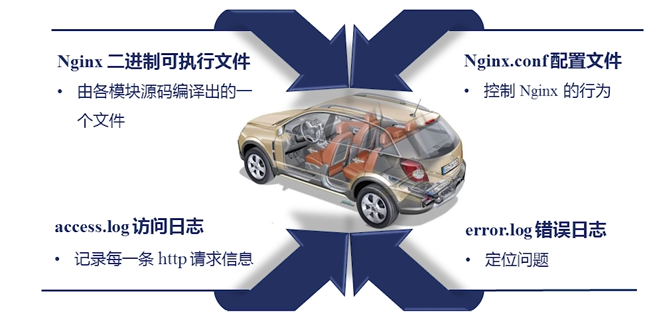 Nginx 二进制可执行文件
• 由各模块源码编译出的一
个文件
Nginx.conf配置文件
• 控制 Nginx 的行为
access.log 访问日志
• 记录每一条 http 请求信息
error.log 错误日志
• 定位问题